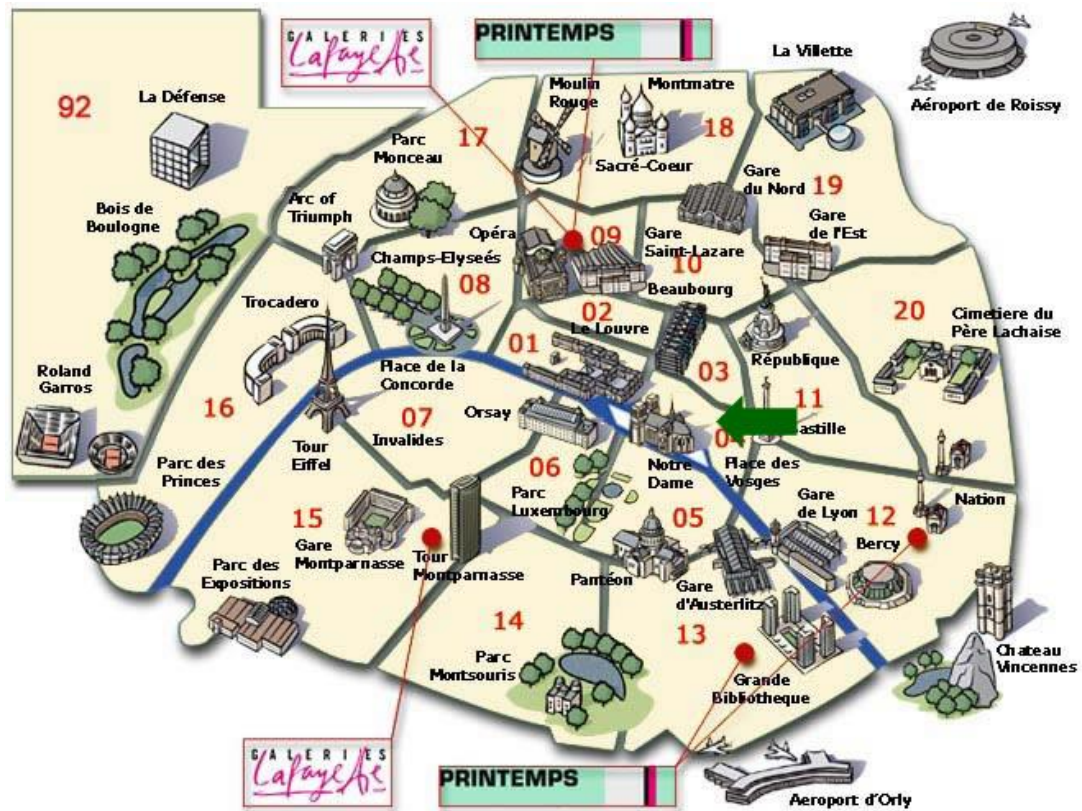 GALERIES
Lafayette
PRINTEMPS
La Villette
Aéroport de Roissy
92
La Défense
Moulin
Rouge
Montmatre
17
18
Parc
Monceau
Sacré-Coeur
Gare
du Nord
19
Bois de
Boulogne
Arc of
Triumph
Opéra
09
Gare
Saint-Lazare
Gare
de l'Est
Champs-Elyseés
08
10
Beaubourg
Trocadero
02
Le Louvre
20
Cimetiere du
Père Lachaise
01
République
Roland
Garros
Place de la
Concorde
03
16
07
Invalides
Orsay
11
astille
04
Tour
Eiffel
Notre
Dame
Place des
Vosges
Parc des
Princes
06
Parc
Luxembourg
Gare
de Lyon
Nation
15
05
12
Bercy
Gare
Montparnasse
Tour
Montparnasse
Parc des
Expositions
Pantéon
Gare
d'Austerlitz
14
13
Parc
Montsouris
Grande
Bibliotheque
Chateau
Vincennes
GALERIES
Lafayette
PRINTEMPS
Aeroport d'Orly